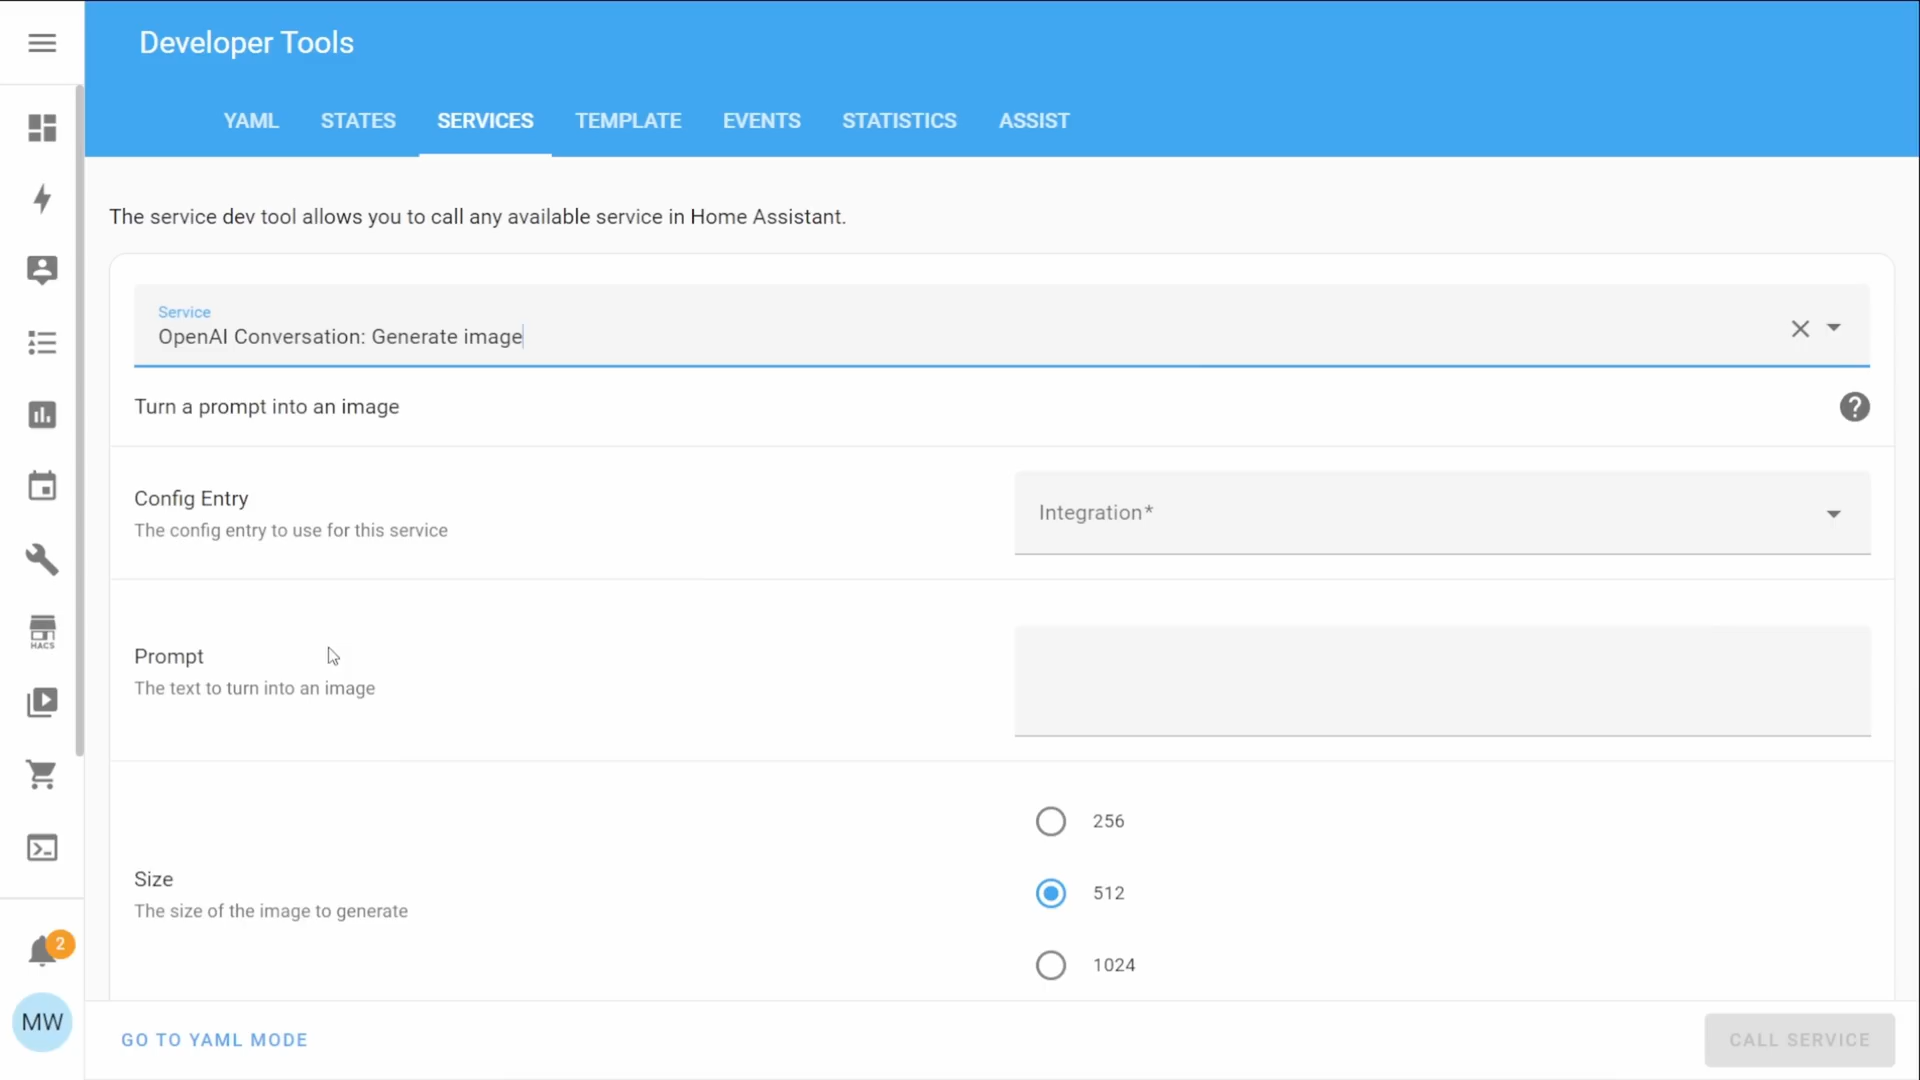 Developer Tools
YAML STATES SERVICES TEMPLATE EVENTS STATISTICS ASSIST
The service dev tool allows you to call any available service in Home Assistant.
Service
OpenAI Conversation: Generate image
Turn a prompt into an image
Config Entry
The config entry to use for this service
Integration*
Prompt
The text to turn into an image
HACS
256
Size
The size of the image to generate
512
1024
2
MW
GO TO YAML MODE
CALL SERVICE